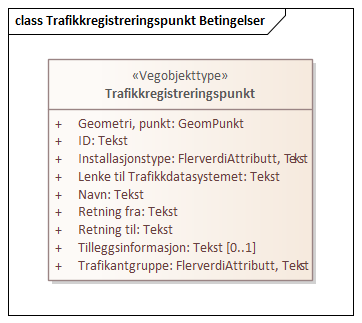 class Trafikkregistreringspunkt Betingelser
«Vegobjekttype»
Trafikkregistreringspunkt
+ Geometri, punkt: GeomPunkt
+ ID: Tekst
+ Installasjonstype: FlerverdiAttributt, Tekst
+ Lenke til Trafikkdatasystemet: Tekst
+ Navn: Tekst
+ Retning fra: Tekst
+ Retning til: Tekst
+ Tilleggsinformasjon: Tekst [0..1]
+ Trafikantgruppe: FlerverdiAttributt, Tekst